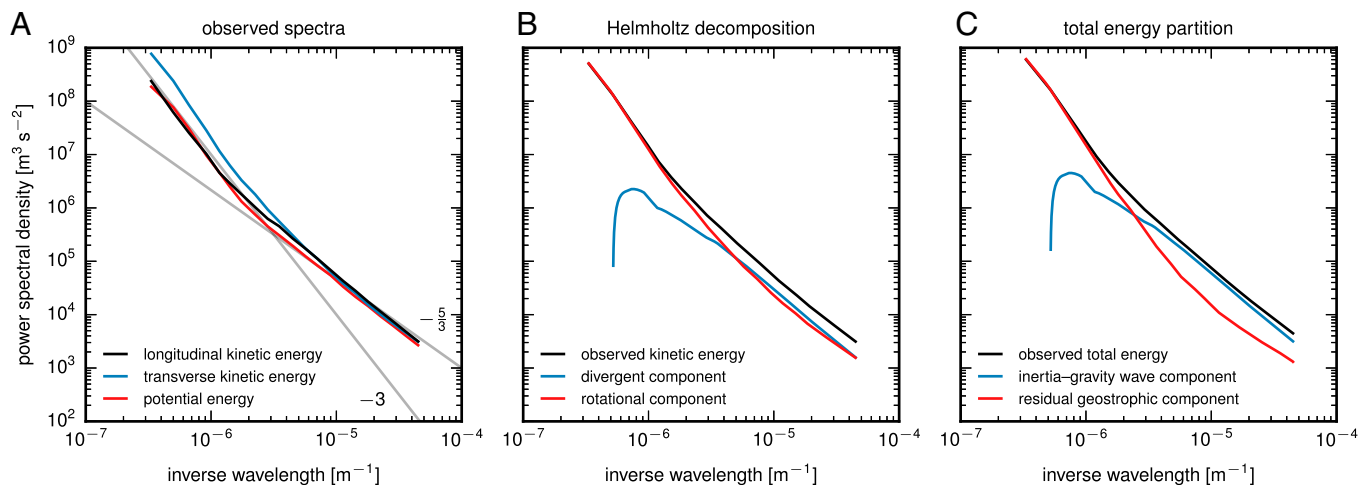 A
observed spectra
power spectral density [m³ s⁻²]
10⁹
10⁸
10⁷
10⁶
10⁵
10⁴
10³
10²
−5/3
−3
longitudinal kinetic energy
transverse kinetic energy
potential energy
10⁻⁷ 10⁻⁶ 10⁻⁵ 10⁻⁴
inverse wavelength [m⁻¹]
B
Helmholtz decomposition
observed kinetic energy
divergent component
rotational component
10⁻⁷ 10⁻⁶ 10⁻⁵ 10⁻⁴
inverse wavelength [m⁻¹]
C
total energy partition
observed total energy
inertia–gravity wave component
residual geostrophic component
10⁻⁷ 10⁻⁶ 10⁻⁵ 10⁻⁴
inverse wavelength [m⁻¹]